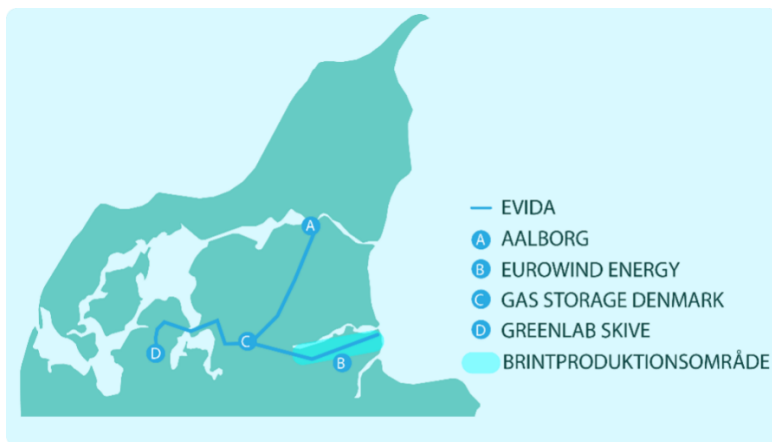 A
B
C
D
EVIDA
A AALBORG
B EUROWIND ENERGY
C GAS STORAGE DENMARK
D GREENLAB SKIVE
BRINTPRODUKTIONSOMRÅDE